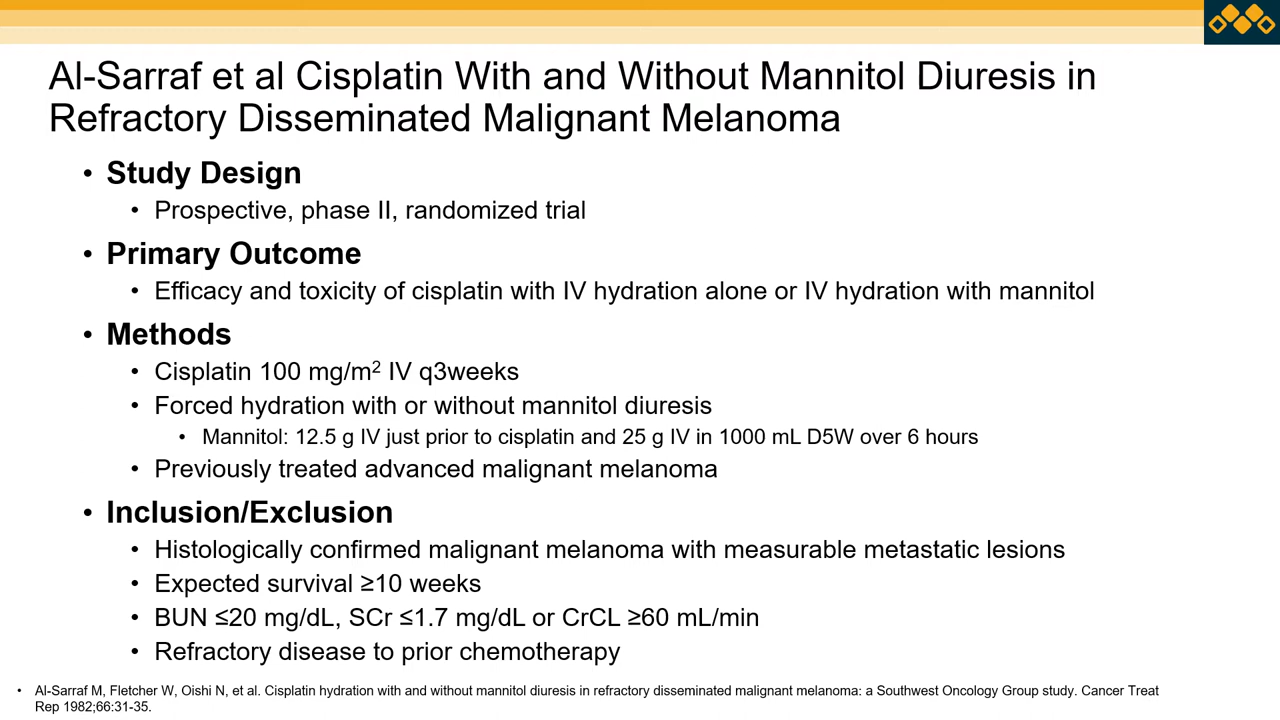 Al-Sarraf et al Cisplatin With and Without Mannitol Diuresis in
Refractory Disseminated Malignant Melanoma
• Study Design
• Prospective, phase II, randomized trial
• Primary Outcome
• Efficacy and toxicity of cisplatin with IV hydration alone or IV hydration with mannitol
• Methods
• Cisplatin 100 mg/m² IV q3weeks
• Forced hydration with or without mannitol diuresis
• Mannitol: 12.5 g IV just prior to cisplatin and 25 g IV in 1000 mL D5W over 6 hours
• Previously treated advanced malignant melanoma
• Inclusion/Exclusion
• Histologically confirmed malignant melanoma with measurable metastatic lesions
• Expected survival ≥10 weeks
• BUN ≤20 mg/dL, SCr ≤1.7 mg/dL or CrCL ≥60 mL/min
• Refractory disease to prior chemotherapy
• Al-Sarraf M, Fletcher W, Oishi N, et al. Cisplatin hydration with and without mannitol diuresis in refractory disseminated malignant melanoma: a Southwest Oncology Group study. Cancer Treat
Rep 1982;66:31-35.